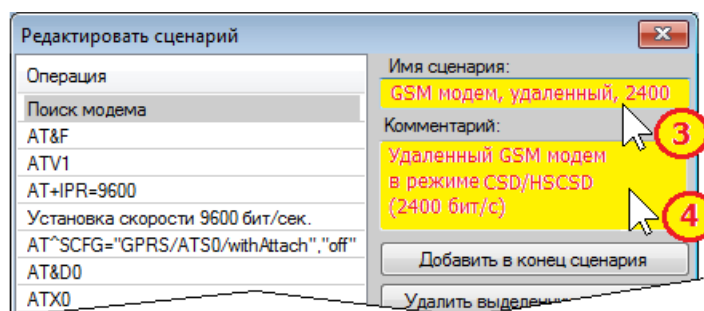 Редактировать сценарий
Операция
Поиск модема
AT&F
ATV1
AT+IPR=9600
Установка скорости 9600 бит/сек.
AT^SCFG="GPRS/ATS0/withAttach","off"
AT&D0
ATX0
Имя сценария:
GSM модем, удаленный, 2400
3
Комментарий:
Удаленный GSM модем
в режиме CSD/HSCSD
(2400 бит/с)
4
Добавить в конец сценария
Удалить